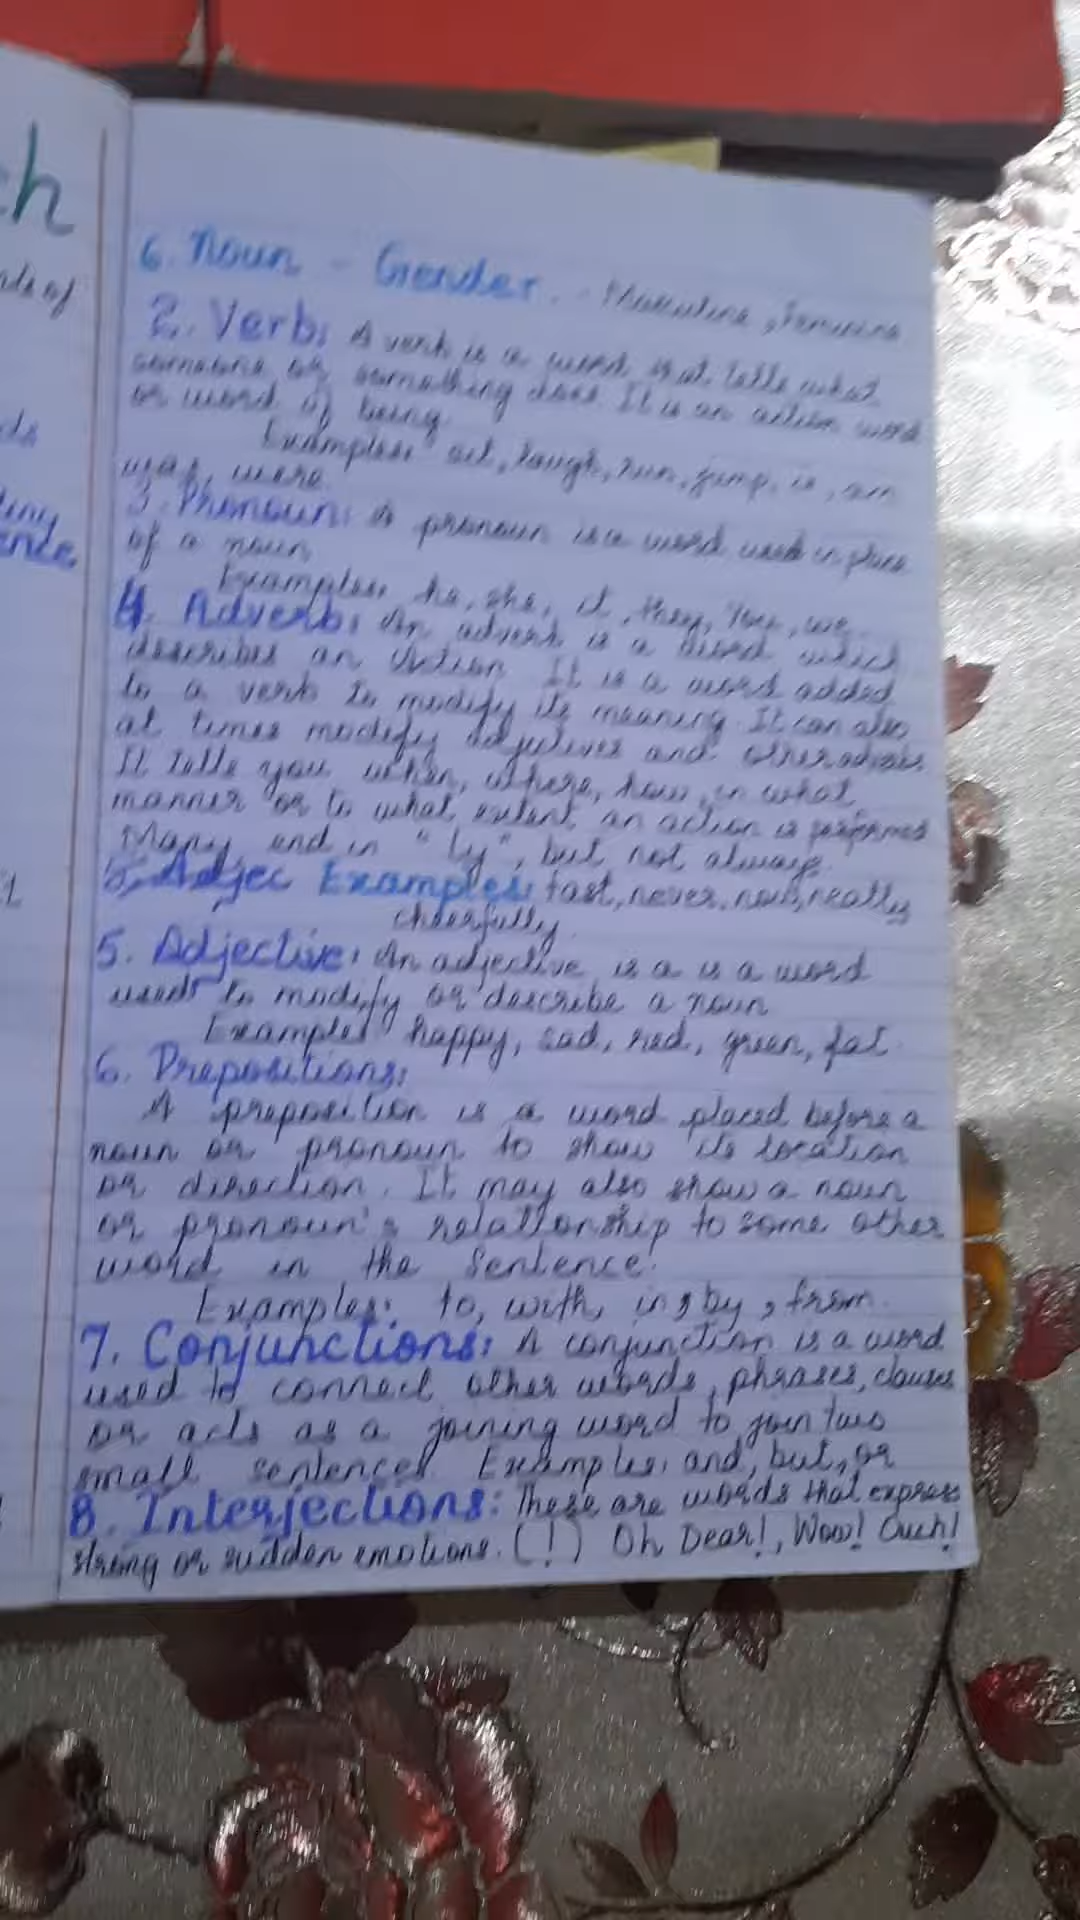 ch
6. Noun - Gender. - Masculine, Feminine
2. Verb: A verb is a word that tells what
someone or something does. It is an action word
or word of being.
Examples: eat, laugh, run, jump, is, am
was, were.
3. Pronoun: A pronoun is a word used in place
of a noun
Examples: he, she, it, they, You, we
4. Adverb: An adverb is a word which
describes an Action. It is a word added
to a verb to modify its meaning. It can also
at times modify adjectives and other adverbs.
It tells you when, where, how, in what
manner or to what extent an action is performed
Many end in "ly", but not always.
5. Adjec Examples: fast, never, now, really
cheerfully.
5. Adjective: An adjective is a is a word
used to modify or describe a noun
Examples happy, sad, red, green, fat.
6. Prepositions:
A preposition is a word placed before a
noun or pronoun to show its location
or direction. It may also show a noun
or pronoun's relationship to some other
word in the Sentence.
Examples: to, with, in, by, from.
7. Conjunctions: A conjunction is a word
used to connect other words, phrases, clauses
or acts as a joining word to join two
small sentences. Examples: and, but, or
8. Interjections: These are words that express
strong or sudden emotions. (!) Oh Dear!, Wow! Ouch!